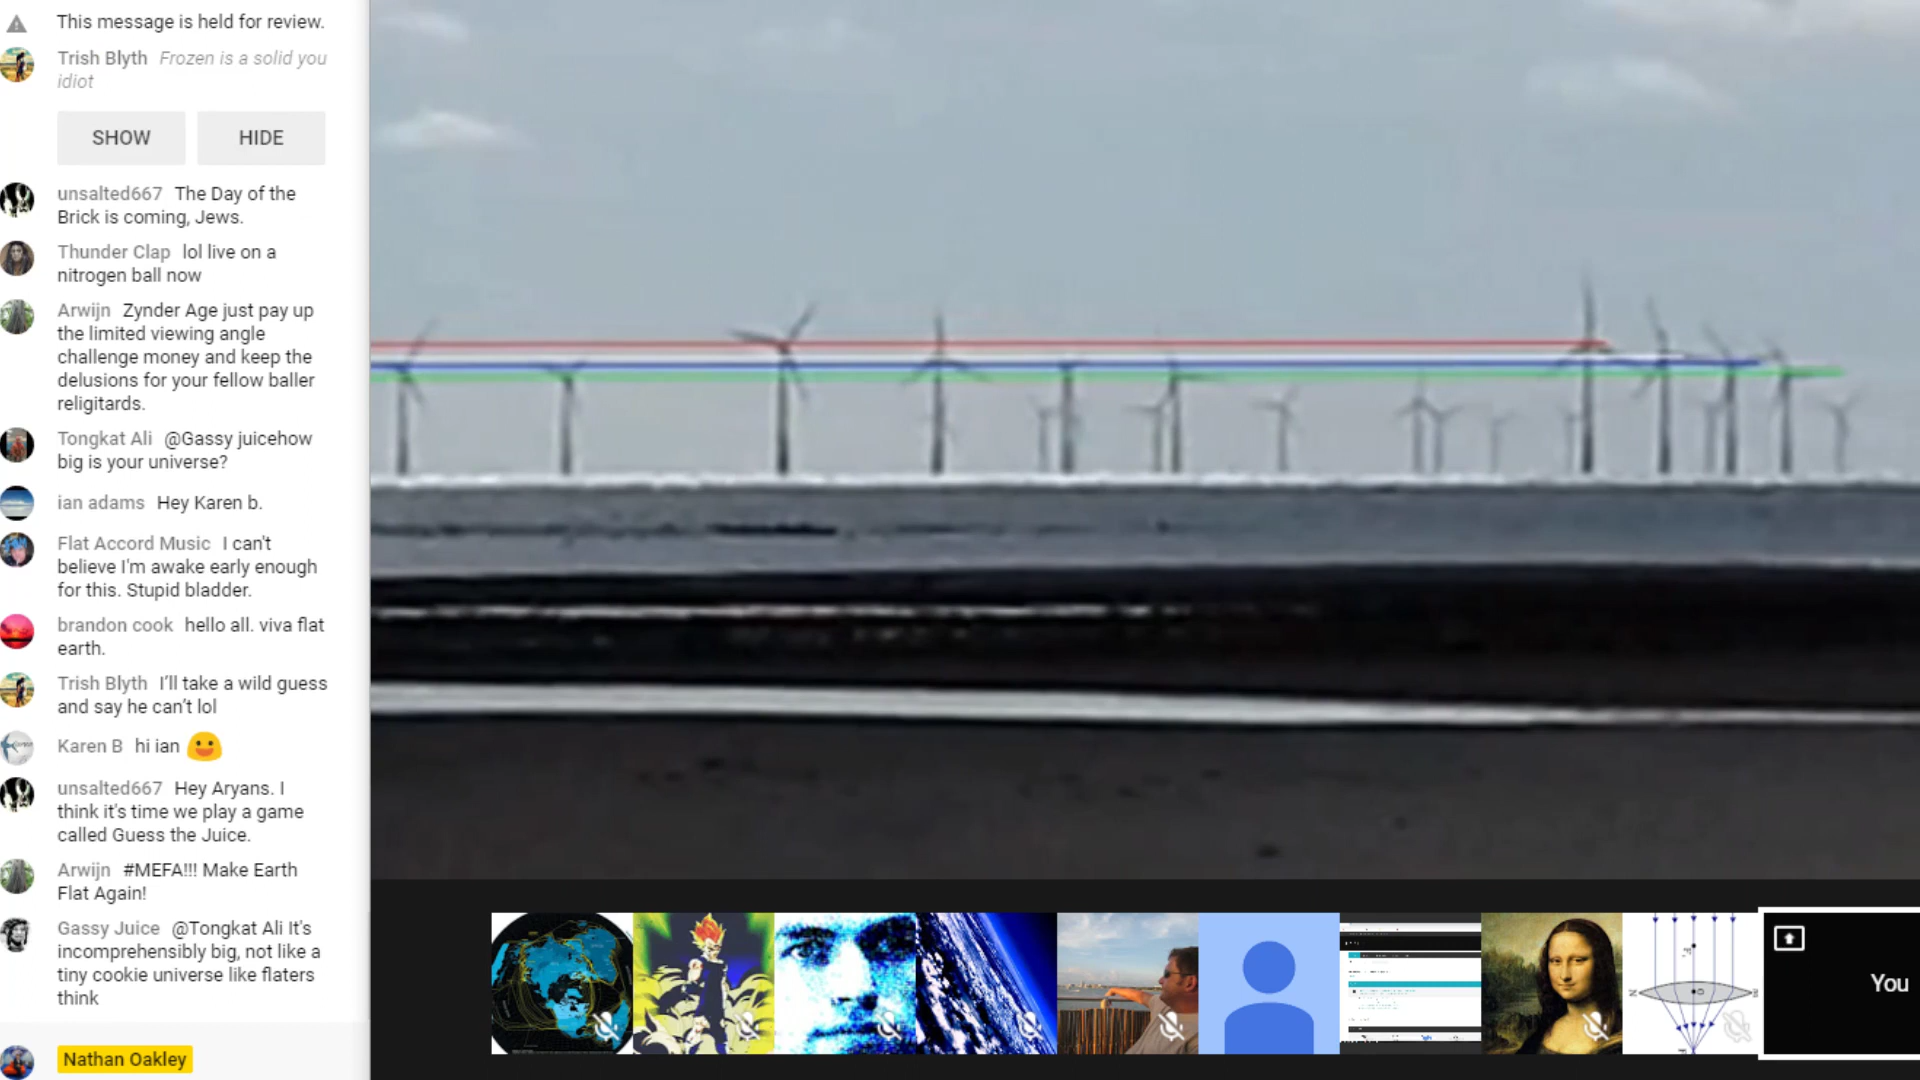 This message is held for review.
Trish Blyth Frozen is a solid you
idiot
SHOW HIDE
unsalted667 The Day of the
Brick is coming, Jews.
Thunder Clap lol live on a
nitrogen ball now
Arwijn Zynder Age just pay up
the limited viewing angle
challenge money and keep the
delusions for your fellow baller
religitards.
Tongkat Ali @Gassy juicehow
big is your universe?
ian adams Hey Karen b.
Flat Accord Music I can't
believe I'm awake early enough
for this. Stupid bladder.
brandon cook hello all. viva flat
earth.
Trish Blyth I'll take a wild guess
and say he can't lol
Karen B hi ian
unsalted667 Hey Aryans. I
think it's time we play a game
called Guess the Juice.
Arwijn #MEFA!!! Make Earth
Flat Again!
Gassy Juice @Tongkat Ali It's
incomprehensibly big, not like a
tiny cookie universe like flaters
think
Nathan Oakley
You